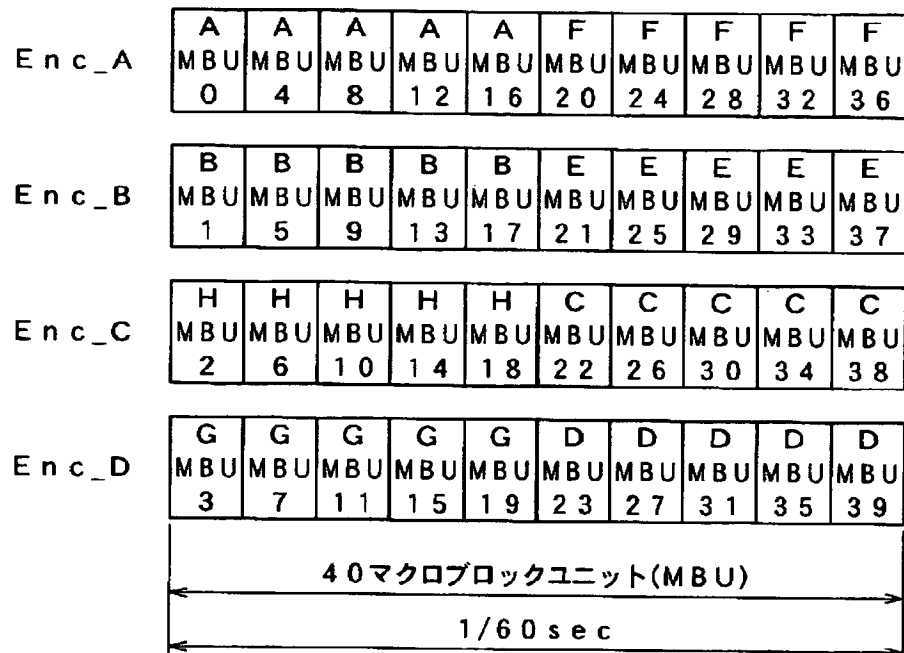 A A A A A F F F F F
Enc_A MBU MBU MBU MBU MBU MBU MBU MBU MBU MBU
0 4 8 12 16 20 24 28 32 36
B B B B B E E E E E
Enc_B MBU MBU MBU MBU MBU MBU MBU MBU MBU MBU
1 5 9 13 17 21 25 29 33 37
H H H H H C C C C C
Enc_C MBU MBU MBU MBU MBU MBU MBU MBU MBU MBU
2 6 10 14 18 22 26 30 34 38
G G G G G D D D D D
Enc_D MBU MBU MBU MBU MBU MBU MBU MBU MBU MBU
3 7 11 15 19 23 27 31 35 39
40マクロブロックユニット(MBU)
1/60sec